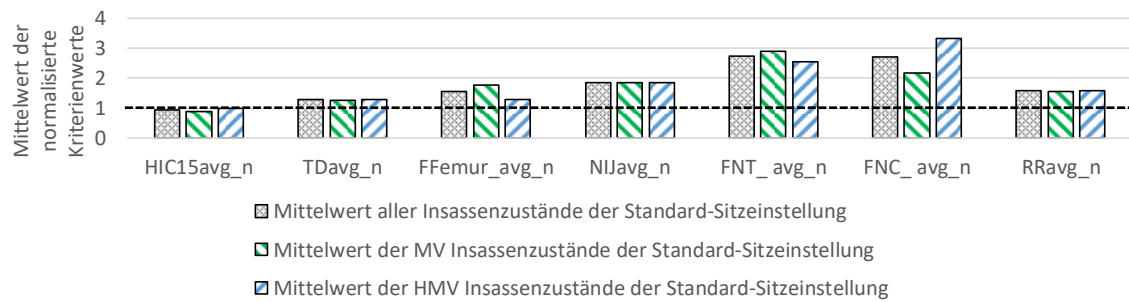 Mittelwert der
normalisierte
Kriterienwerte
4
3
2
1
0
HIC15avg_n TDavg_n FFemur_avg_n NIJavg_n FNT_ avg_n FNC_ avg_n RRavg_n
Mittelwert aller Insassenzustände der Standard-Sitzeinstellung
Mittelwert der MV Insassenzustände der Standard-Sitzeinstellung
Mittelwert der HMV Insassenzustände der Standard-Sitzeinstellung